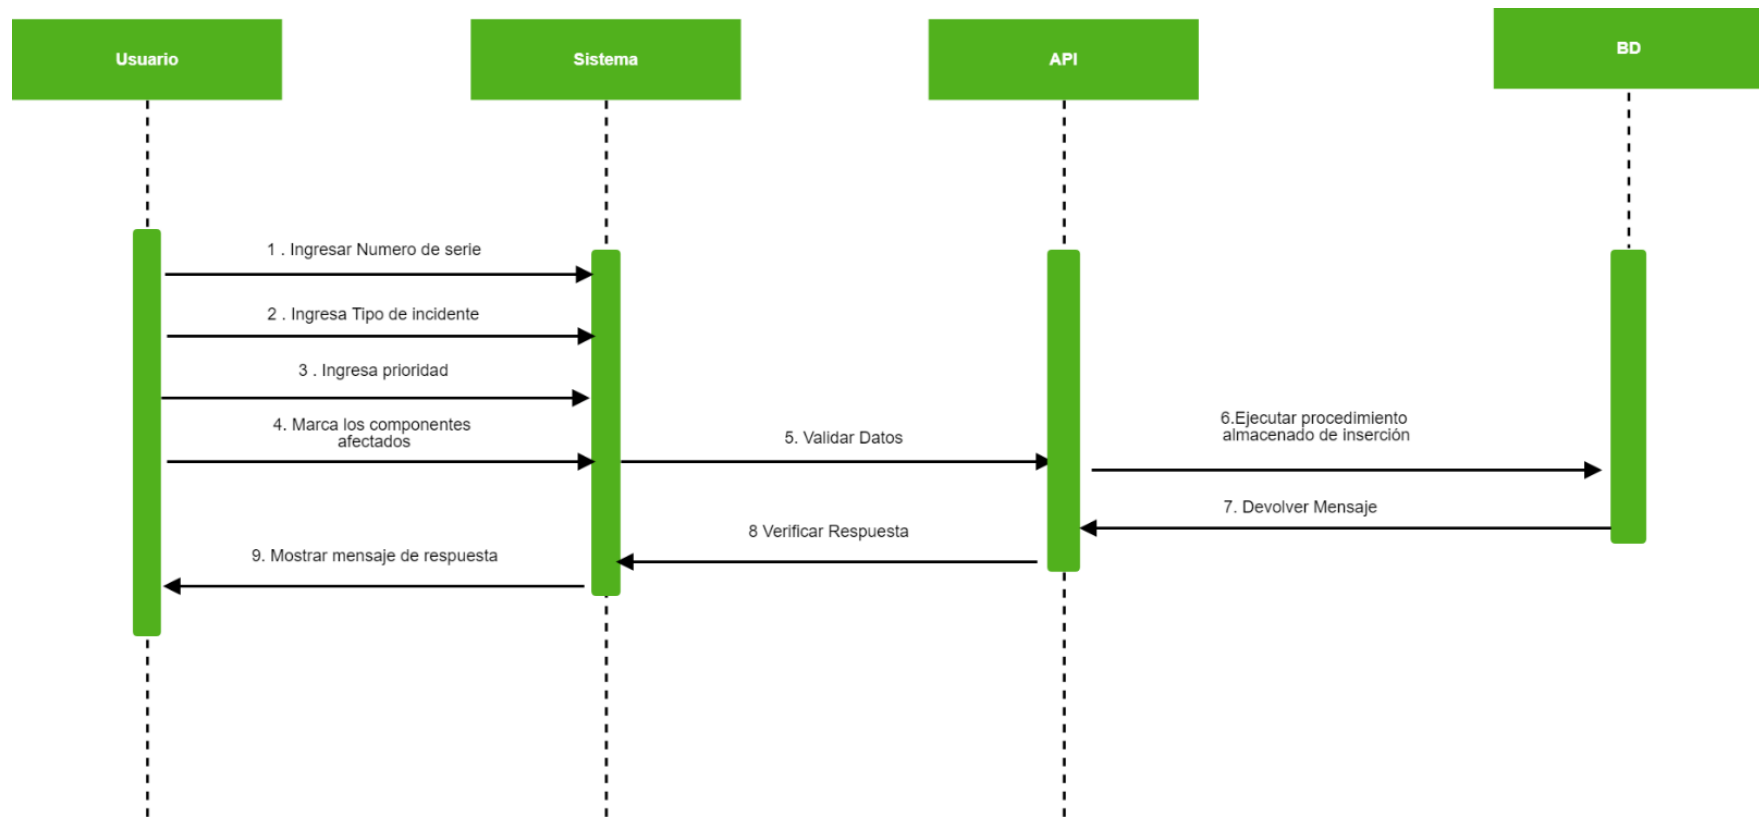 Usuario
Sistema
API
BD
1 . Ingresar Numero de serie
2 . Ingresa Tipo de incidente
3 . Ingresa prioridad
4. Marca los componentes
afectados
5. Validar Datos
6.Ejecutar procedimiento
almacenado de inserción
7. Devolver Mensaje
8 Verificar Respuesta
9. Mostrar mensaje de respuesta